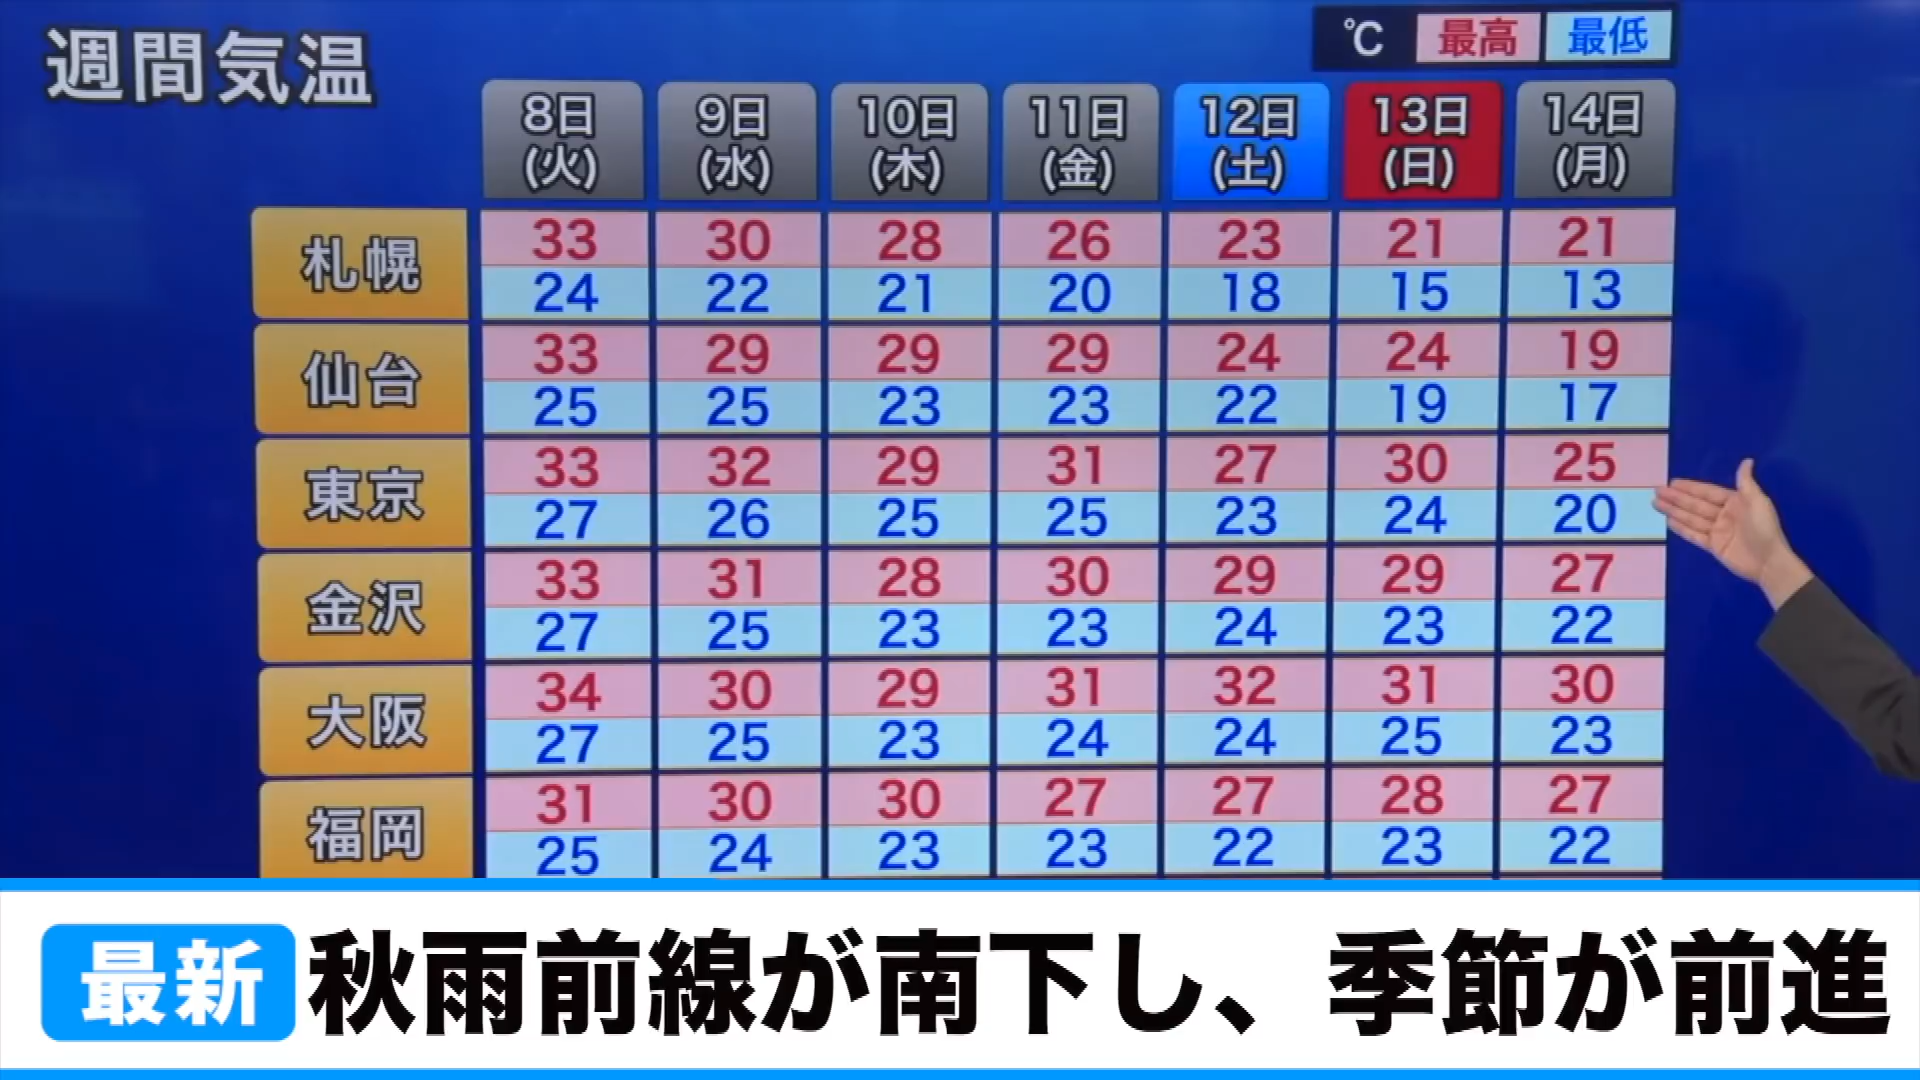 週間気温
℃ 最高 最低
8日 9日 10日 11日 12日 13日 14日
(火) (水) (木) (金) (土) (日) (月)
札幌 33 30 28 26 23 21 21
24 22 21 20 18 15 13
仙台 33 29 29 29 24 24 19
25 25 23 23 22 19 17
東京 33 32 29 31 27 30 25
27 26 25 25 23 24 20
金沢 33 31 28 30 29 29 27
27 25 23 23 24 23 22
大阪 34 30 29 31 32 31 30
27 25 23 24 24 25 23
福岡 31 30 30 27 27 28 27
25 24 23 23 22 23 22
最新 秋雨前線が南下し、季節が前進